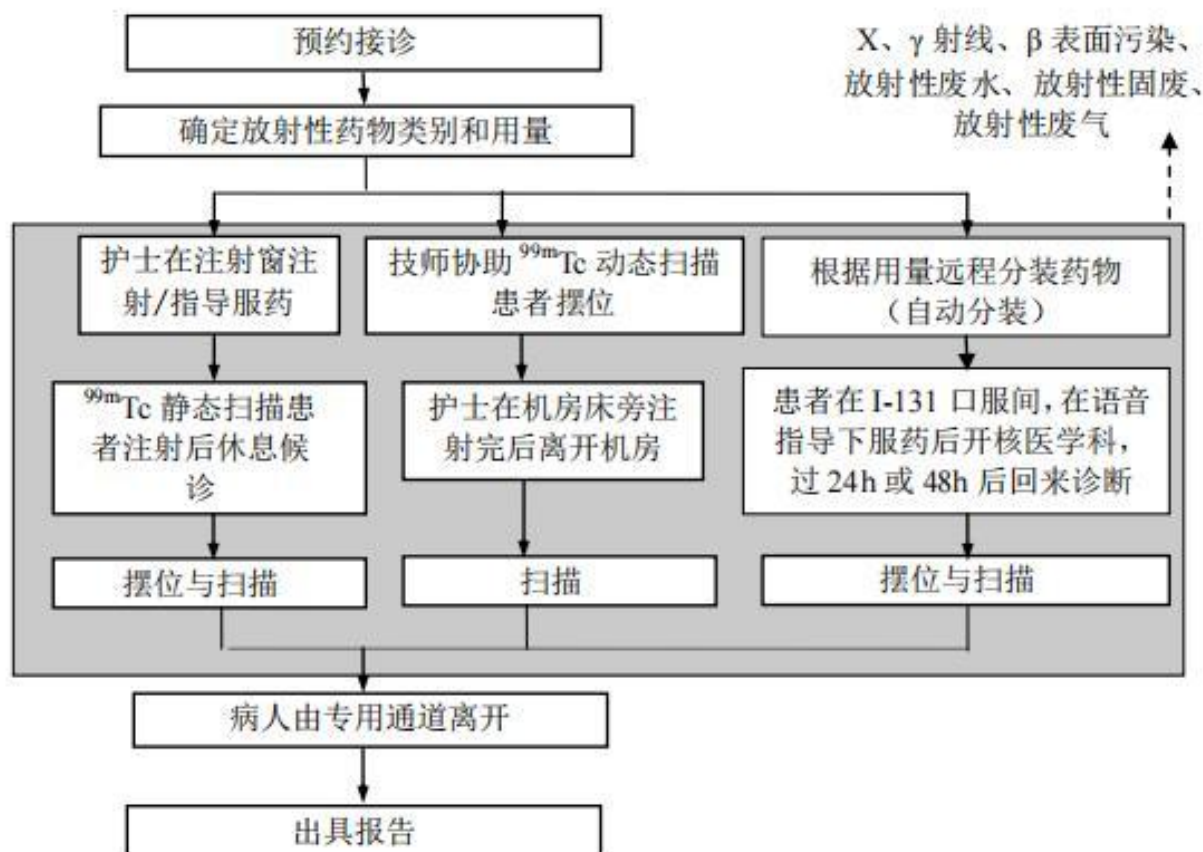 预约接诊
X、γ 射线、β 表面污染、
放射性废水、放射性固废、
放射性废气
确定放射性药物类别和用量
护士在注射窗注
射/指导服药
技师协助 99mTc 动态扫描
患者摆位
根据用量远程分装药物
（自动分装）
99mTc 静态扫描患
者注射后休息候
诊
护士在机房床旁注
射完后离开机房
患者在 I-131 口服间，在语音
指导下服药后开核医学科，
过 24h 或 48h 后回来诊断
摆位与扫描
扫描
摆位与扫描
病人由专用通道离开
出具报告